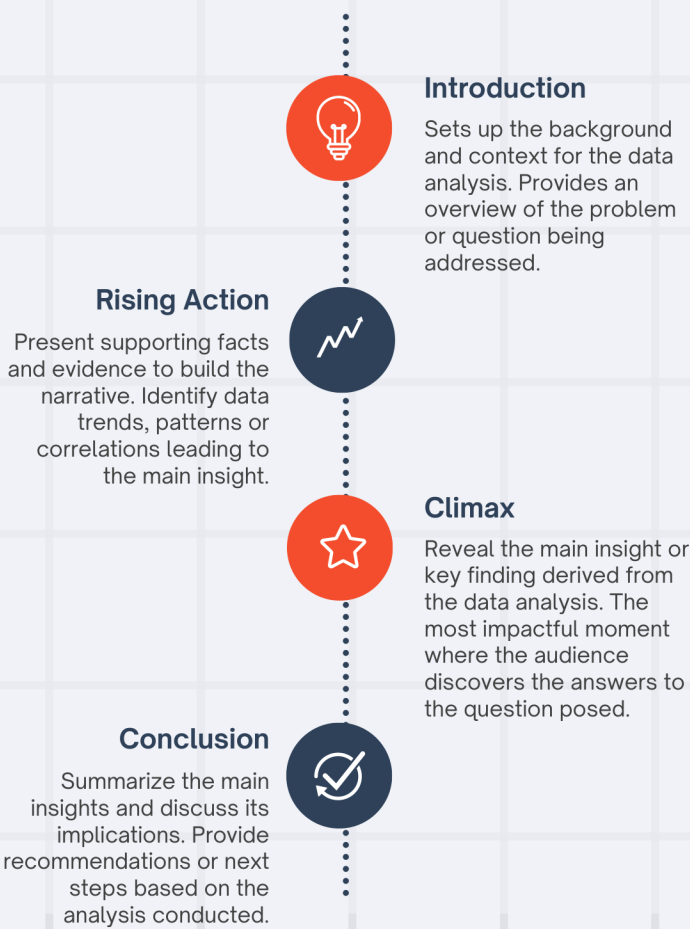 Introduction
Sets up the background
and context for the data
analysis. Provides an
overview of the problem
or question being
addressed.
Rising Action
Present supporting facts
and evidence to build the
narrative. Identify data
trends, patterns or
correlations leading to
the main insight.
Climax
Reveal the main insight or
key finding derived from
the data analysis. The
most impactful moment
where the audience
discovers the answers to
the question posed.
Conclusion
Summarize the main
insights and discuss its
implications. Provide
recommendations or next
steps based on the
analysis conducted.